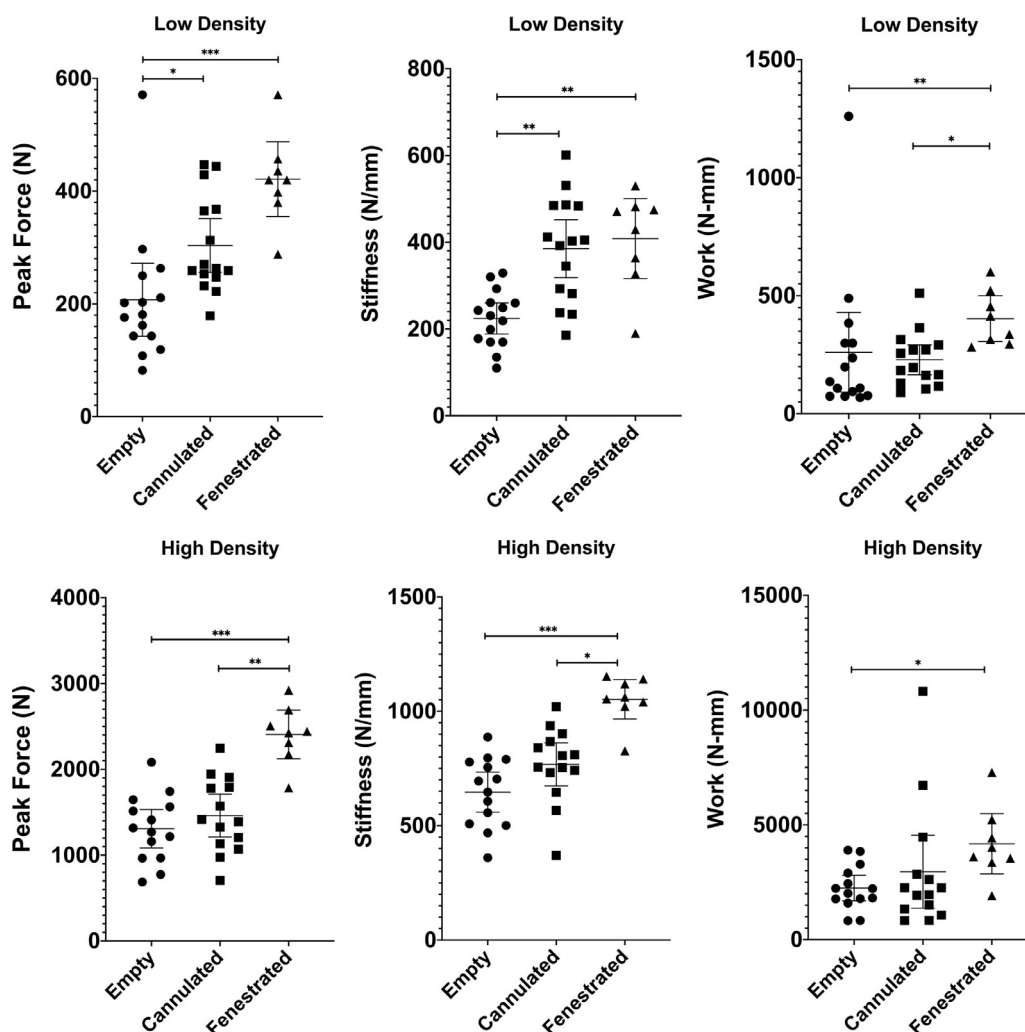 Low Density
Peak Force (N)
600
400
200
0
***
*
Empty
Cannulated
Fenestrated
Low Density
Stiffness (N/mm)
800
600
400
200
0
**
**
Empty
Cannulated
Fenestrated
Low Density
Work (N-mm)
1500
1000
500
0
**
*
Empty
Cannulated
Fenestrated
High Density
Peak Force (N)
4000
3000
2000
1000
0
***
**
Empty
Cannulated
Fenestrated
High Density
Stiffness (N/mm)
1500
1000
500
0
***
*
Empty
Cannulated
Fenestrated
High Density
Work (N-mm)
15000
10000
5000
0
*
Empty
Cannulated
Fenestrated